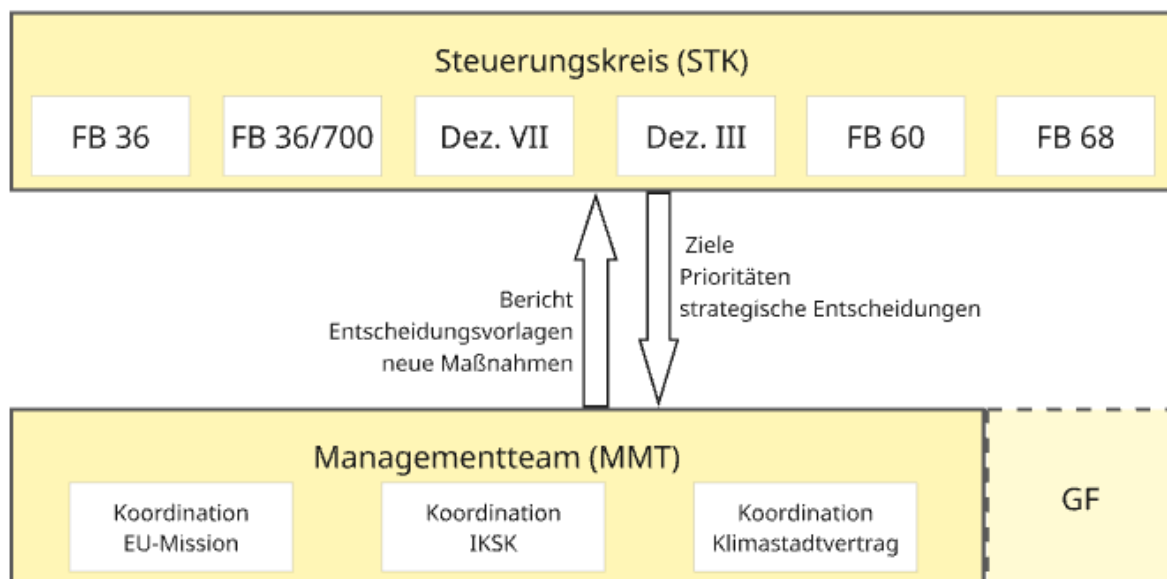 Steuerungskreis (STK)
FB 36
FB 36/700
Dez. VII
Dez. III
FB 60
FB 68
Bericht
Entscheidungsvorlagen
neue Maßnahmen
Ziele
Prioritäten
strategische Entscheidungen
Managementteam (MMT)
Koordination
EU-Mission
Koordination
IKSK
Koordination
Klimastadtvertrag
GF